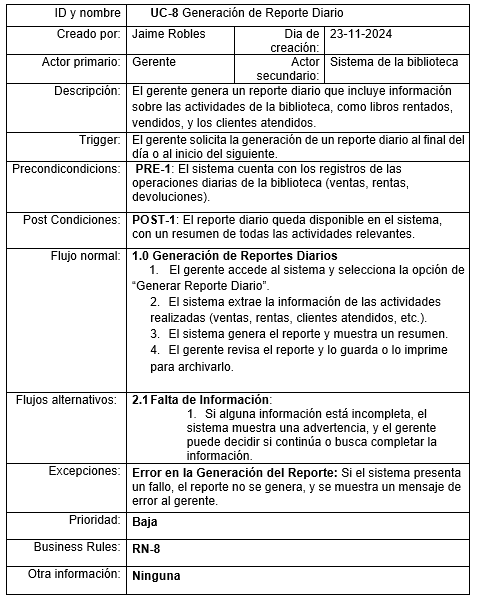 ID y nombre UC-8 Generación de Reporte Diario
Creado por: Jaime Robles Dia de
creación: 23-11-2024
Actor primario: Gerente Actor
secundario: Sistema de la biblioteca
Descripción: El gerente genera un reporte diario que incluye información
sobre las actividades de la biblioteca, como libros rentados,
vendidos, y los clientes atendidos.
Trigger: El gerente solicita la generación de un reporte diario al final del
día o al inicio del siguiente.
Precondicondicions: PRE-1: El sistema cuenta con los registros de las
operaciones diarias de la biblioteca (ventas, rentas,
devoluciones).
Post Condiciones: POST-1: El reporte diario queda disponible en el sistema,
con un resumen de todas las actividades relevantes.
Flujo normal: 1.0 Generación de Reportes Diarios
1. El gerente accede al sistema y selecciona la opción de
“Generar Reporte Diario”.
2. El sistema extrae la información de las actividades
realizadas (ventas, rentas, clientes atendidos, etc.).
3. El sistema genera el reporte y muestra un resumen.
4. El gerente revisa el reporte y lo guarda o lo imprime
para archivarlo.
Flujos alternativos: 2.1 Falta de Información:
1. Si alguna información está incompleta, el
sistema muestra una advertencia, y el gerente
puede decidir si continúa o busca completar la
información.
Excepciones: Error en la Generación del Reporte: Si el sistema presenta
un fallo, el reporte no se genera, y se muestra un mensaje de
error al gerente.
Prioridad: Baja
Business Rules: RN-8
Otra información: Ninguna